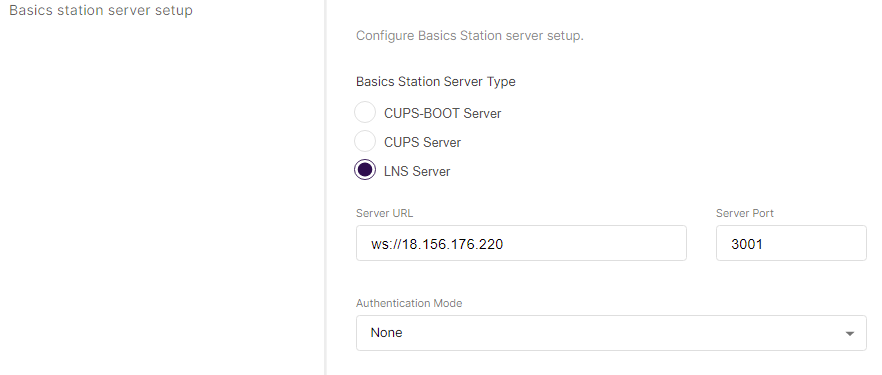 Basics station server setup
Configure Basics Station server setup.
Basics Station Server Type
CUPS-BOOT Server
CUPS Server
LNS Server
Server URL
Server Port
ws://18.156.176.220
3001
Authentication Mode
None